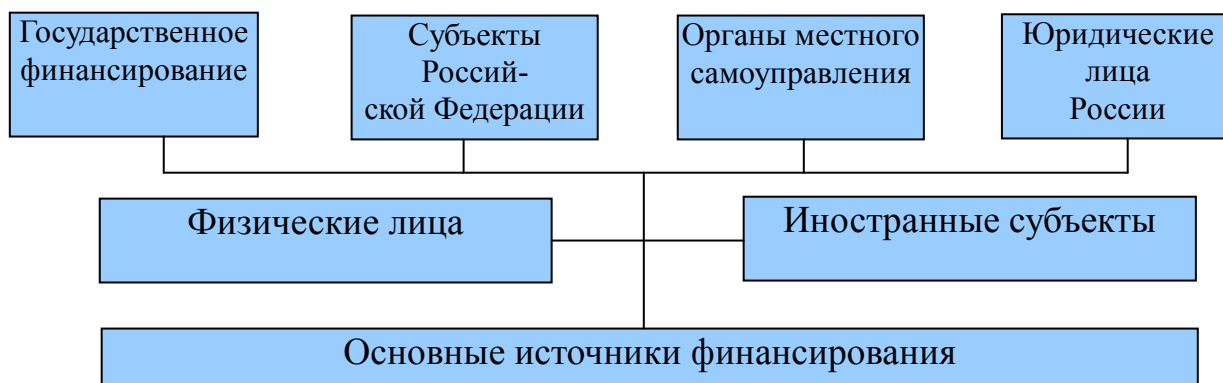 Государственное
финансирование
Субъекты
Россий-
ской Федерации
Органы местного
самоуправления
Юридические
лица
России
Физические лица
Иностранные субъекты
Основные источники финансирования